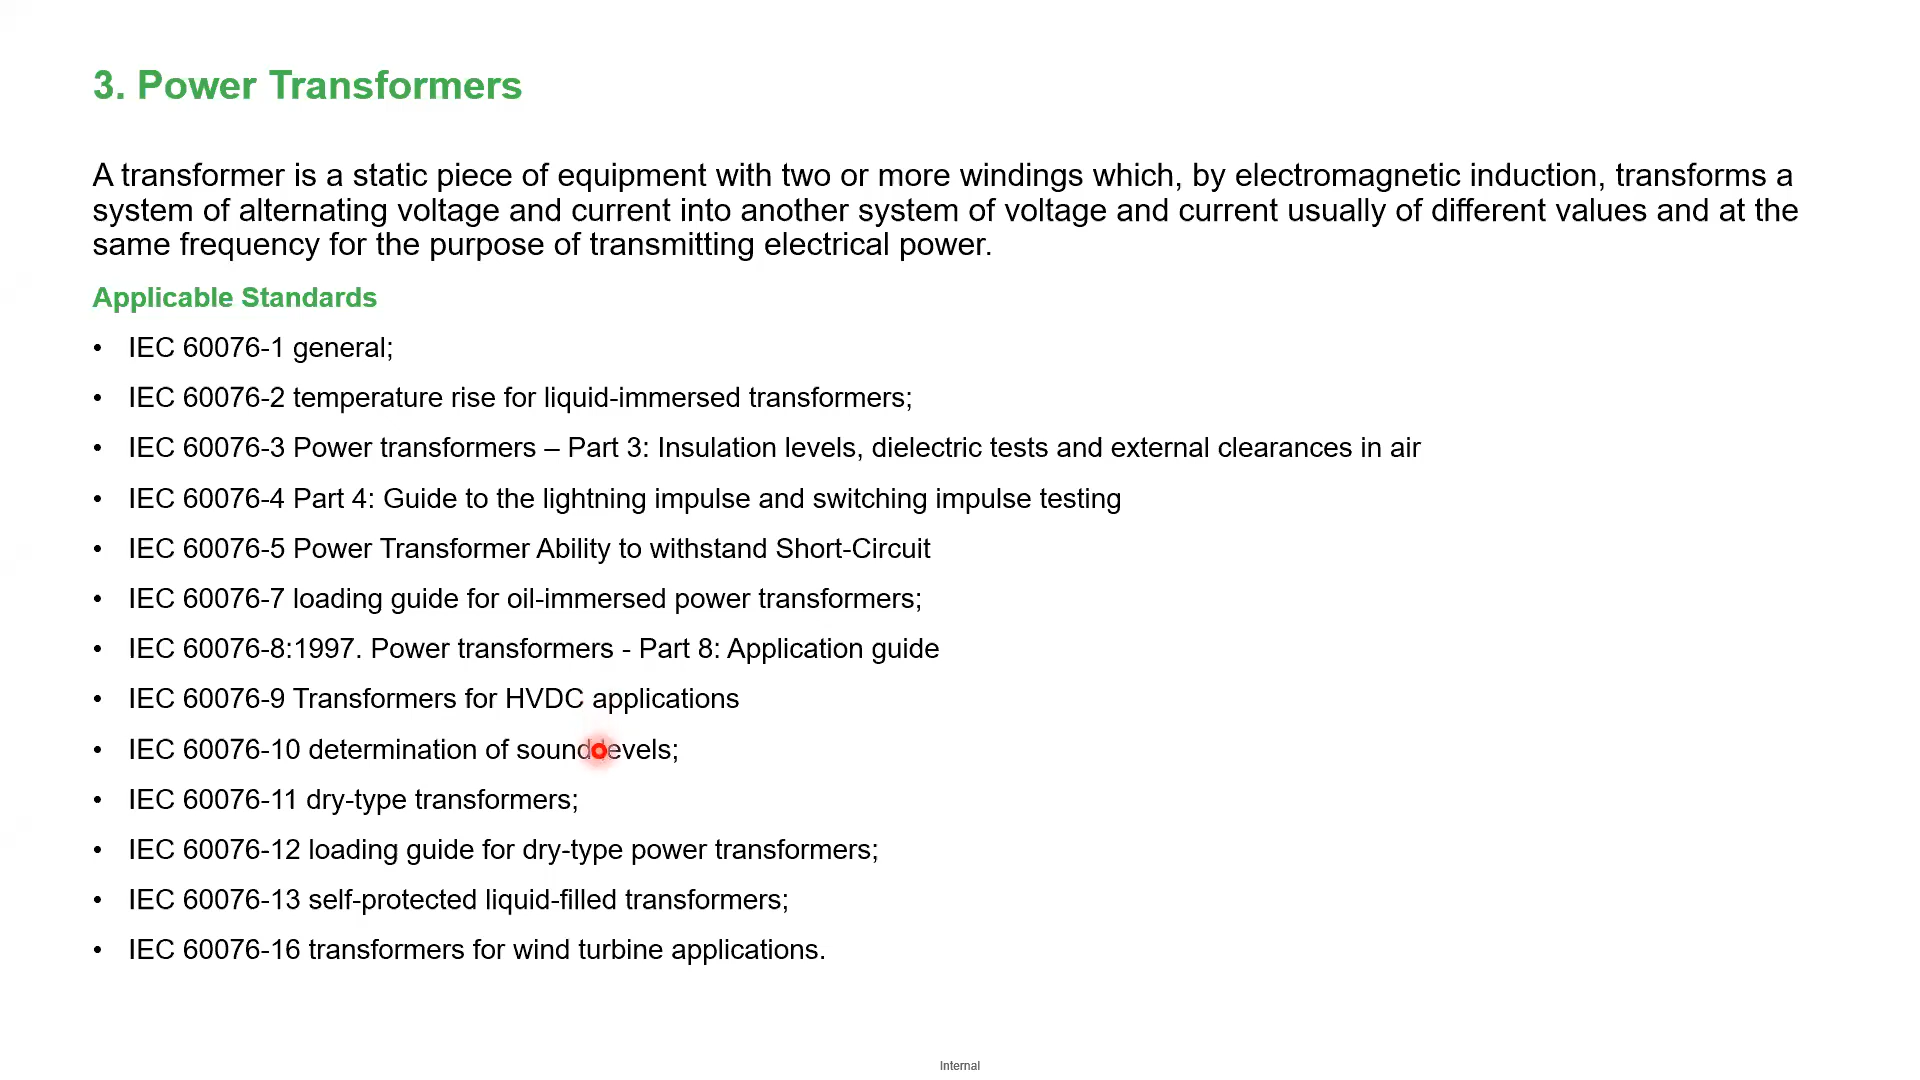 3. Power Transformers
A transformer is a static piece of equipment with two or more windings which, by electromagnetic induction, transforms a
system of alternating voltage and current into another system of voltage and current usually of different values and at the
same frequency for the purpose of transmitting electrical power.
Applicable Standards
• IEC 60076-1 general;
• IEC 60076-2 temperature rise for liquid-immersed transformers;
• IEC 60076-3 Power transformers – Part 3: Insulation levels, dielectric tests and external clearances in air
• IEC 60076-4 Part 4: Guide to the lightning impulse and switching impulse testing
• IEC 60076-5 Power Transformer Ability to withstand Short-Circuit
• IEC 60076-7 loading guide for oil-immersed power transformers;
• IEC 60076-8:1997. Power transformers - Part 8: Application guide
• IEC 60076-9 Transformers for HVDC applications
• IEC 60076-10 determination of sound levels;
• IEC 60076-11 dry-type transformers;
• IEC 60076-12 loading guide for dry-type power transformers;
• IEC 60076-13 self-protected liquid-filled transformers;
• IEC 60076-16 transformers for wind turbine applications.
Internal